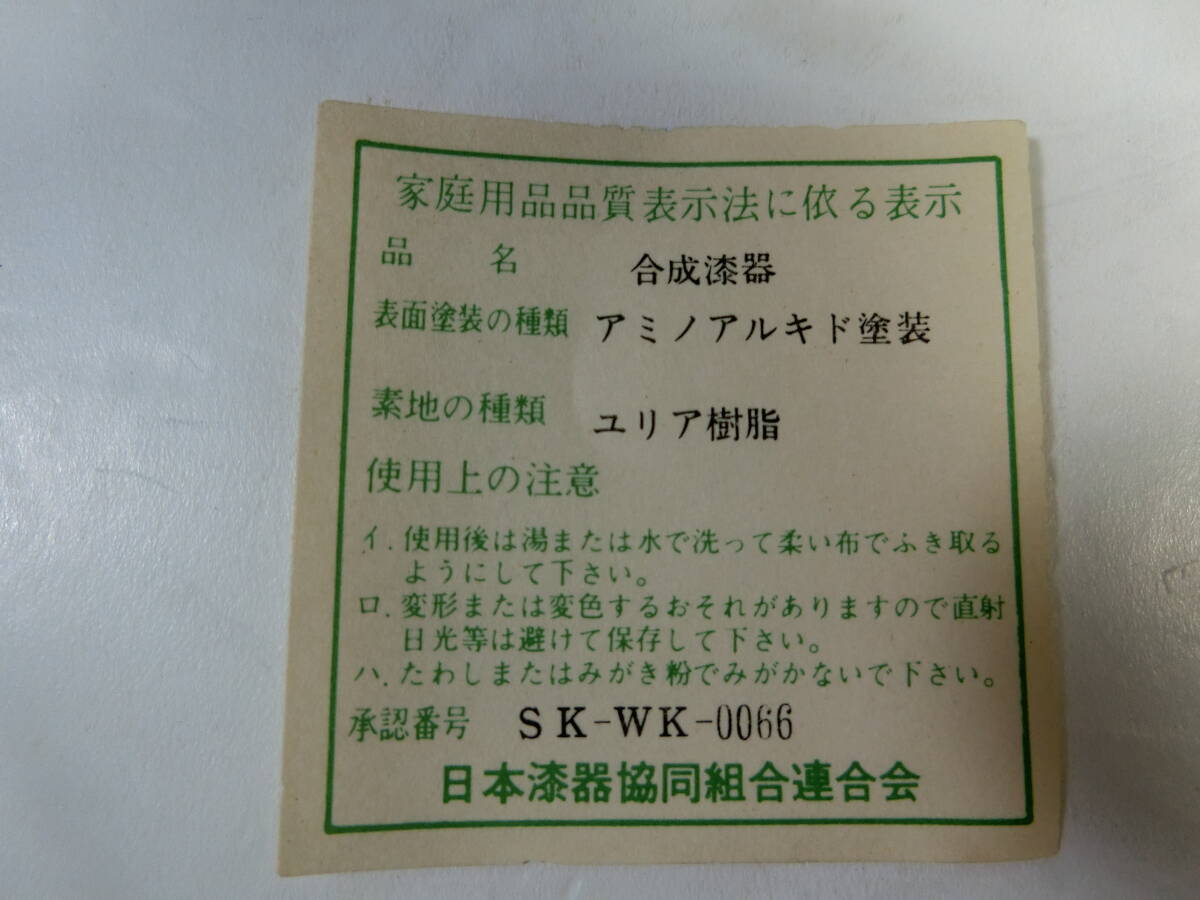 家庭用品品質表示法に依る表示
品名 合成漆器
表面塗装の種類 アミノアルキド塗装
素地の種類 ユリア樹脂
使用上の注意
イ. 使用後は湯または水で洗って柔い布でふき取る
ようにして下さい。
ロ. 変形または変色するおそれがありますので直射
日光等は避けて保存して下さい。
ハ. たわしまたはみがき粉でみがかないで下さい。
承認番号 SK-WK-0066
日本漆器協同組合連合会